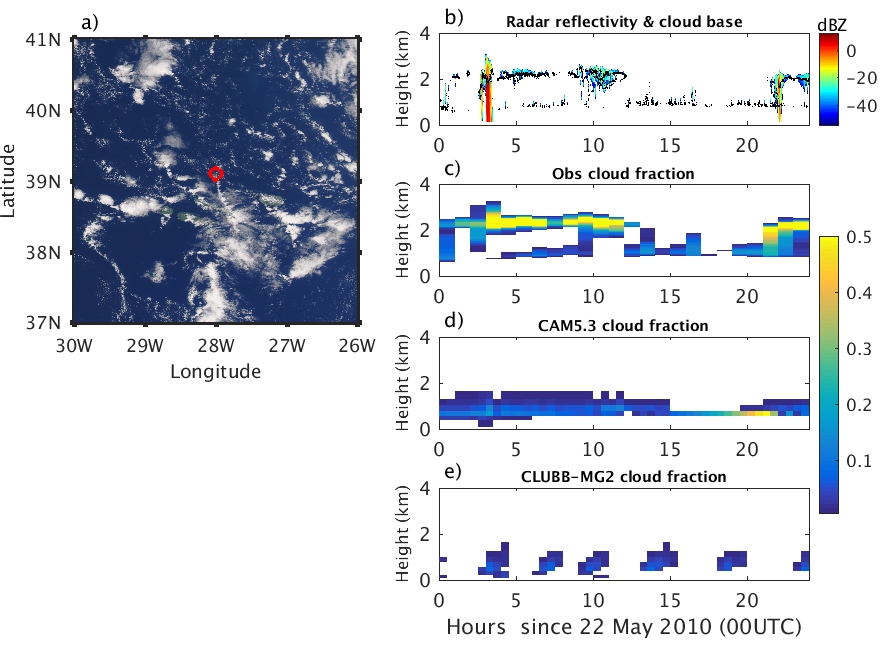 a)
41N
40N
39N
38N
37N
30W 29W 28W 27W 26W
Longitude
Latitude
b) Radar reflectivity & cloud base
dBZ
Height (km)
4
2
0
0 5 10 15 20
0
−20
−40
c) Obs cloud fraction
Height (km)
4
2
0
0 5 10 15 20
d) CAM5.3 cloud fraction
Height (km)
4
2
0
0 5 10 15 20
e) CLUBB−MG2 cloud fraction
Height (km)
4
2
0
0 5 10 15 20
Hours since 22 May 2010 (00UTC)
0.5
0.4
0.3
0.2
0.1